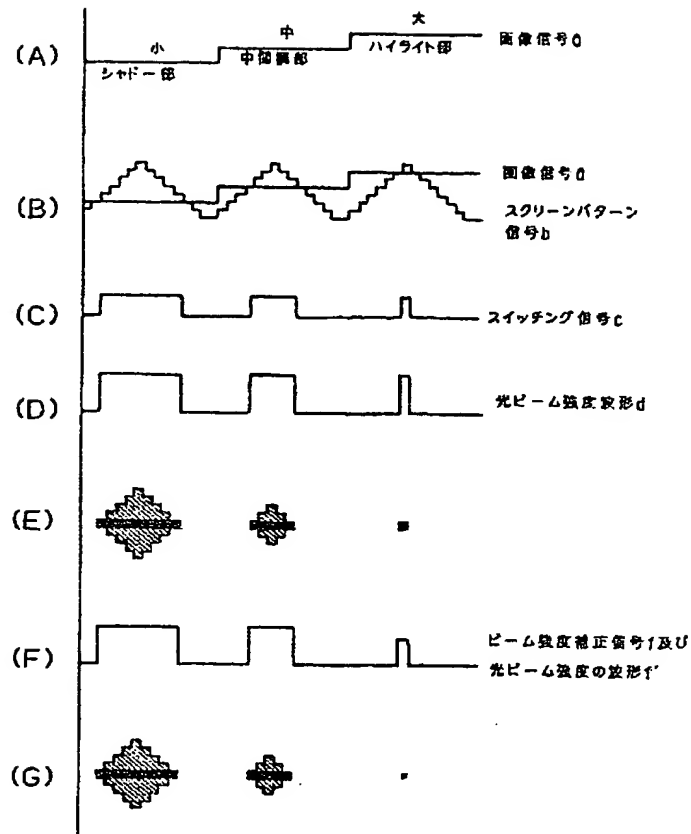 大
中
小
画像信号a
(A)
ハイライト部
中間調部
シャドー部
画像信号a
(B)
スクリーンパターン
信号b
(C)
スイッチング信号c
(D)
光ビーム強度波形d
(E)
ビーム強度補正信号f及び
(F)
光ビーム強度の波形f'
(G)